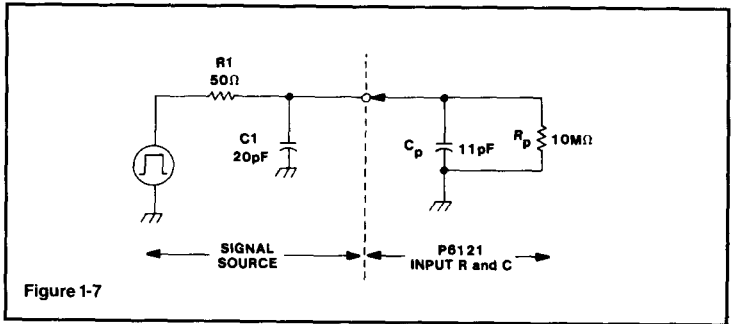 R1
50Ω
C1
20pF
Cp
11pF
Rp
10MΩ
SIGNAL
SOURCE
P6121
INPUT R and C
Figure 1-7